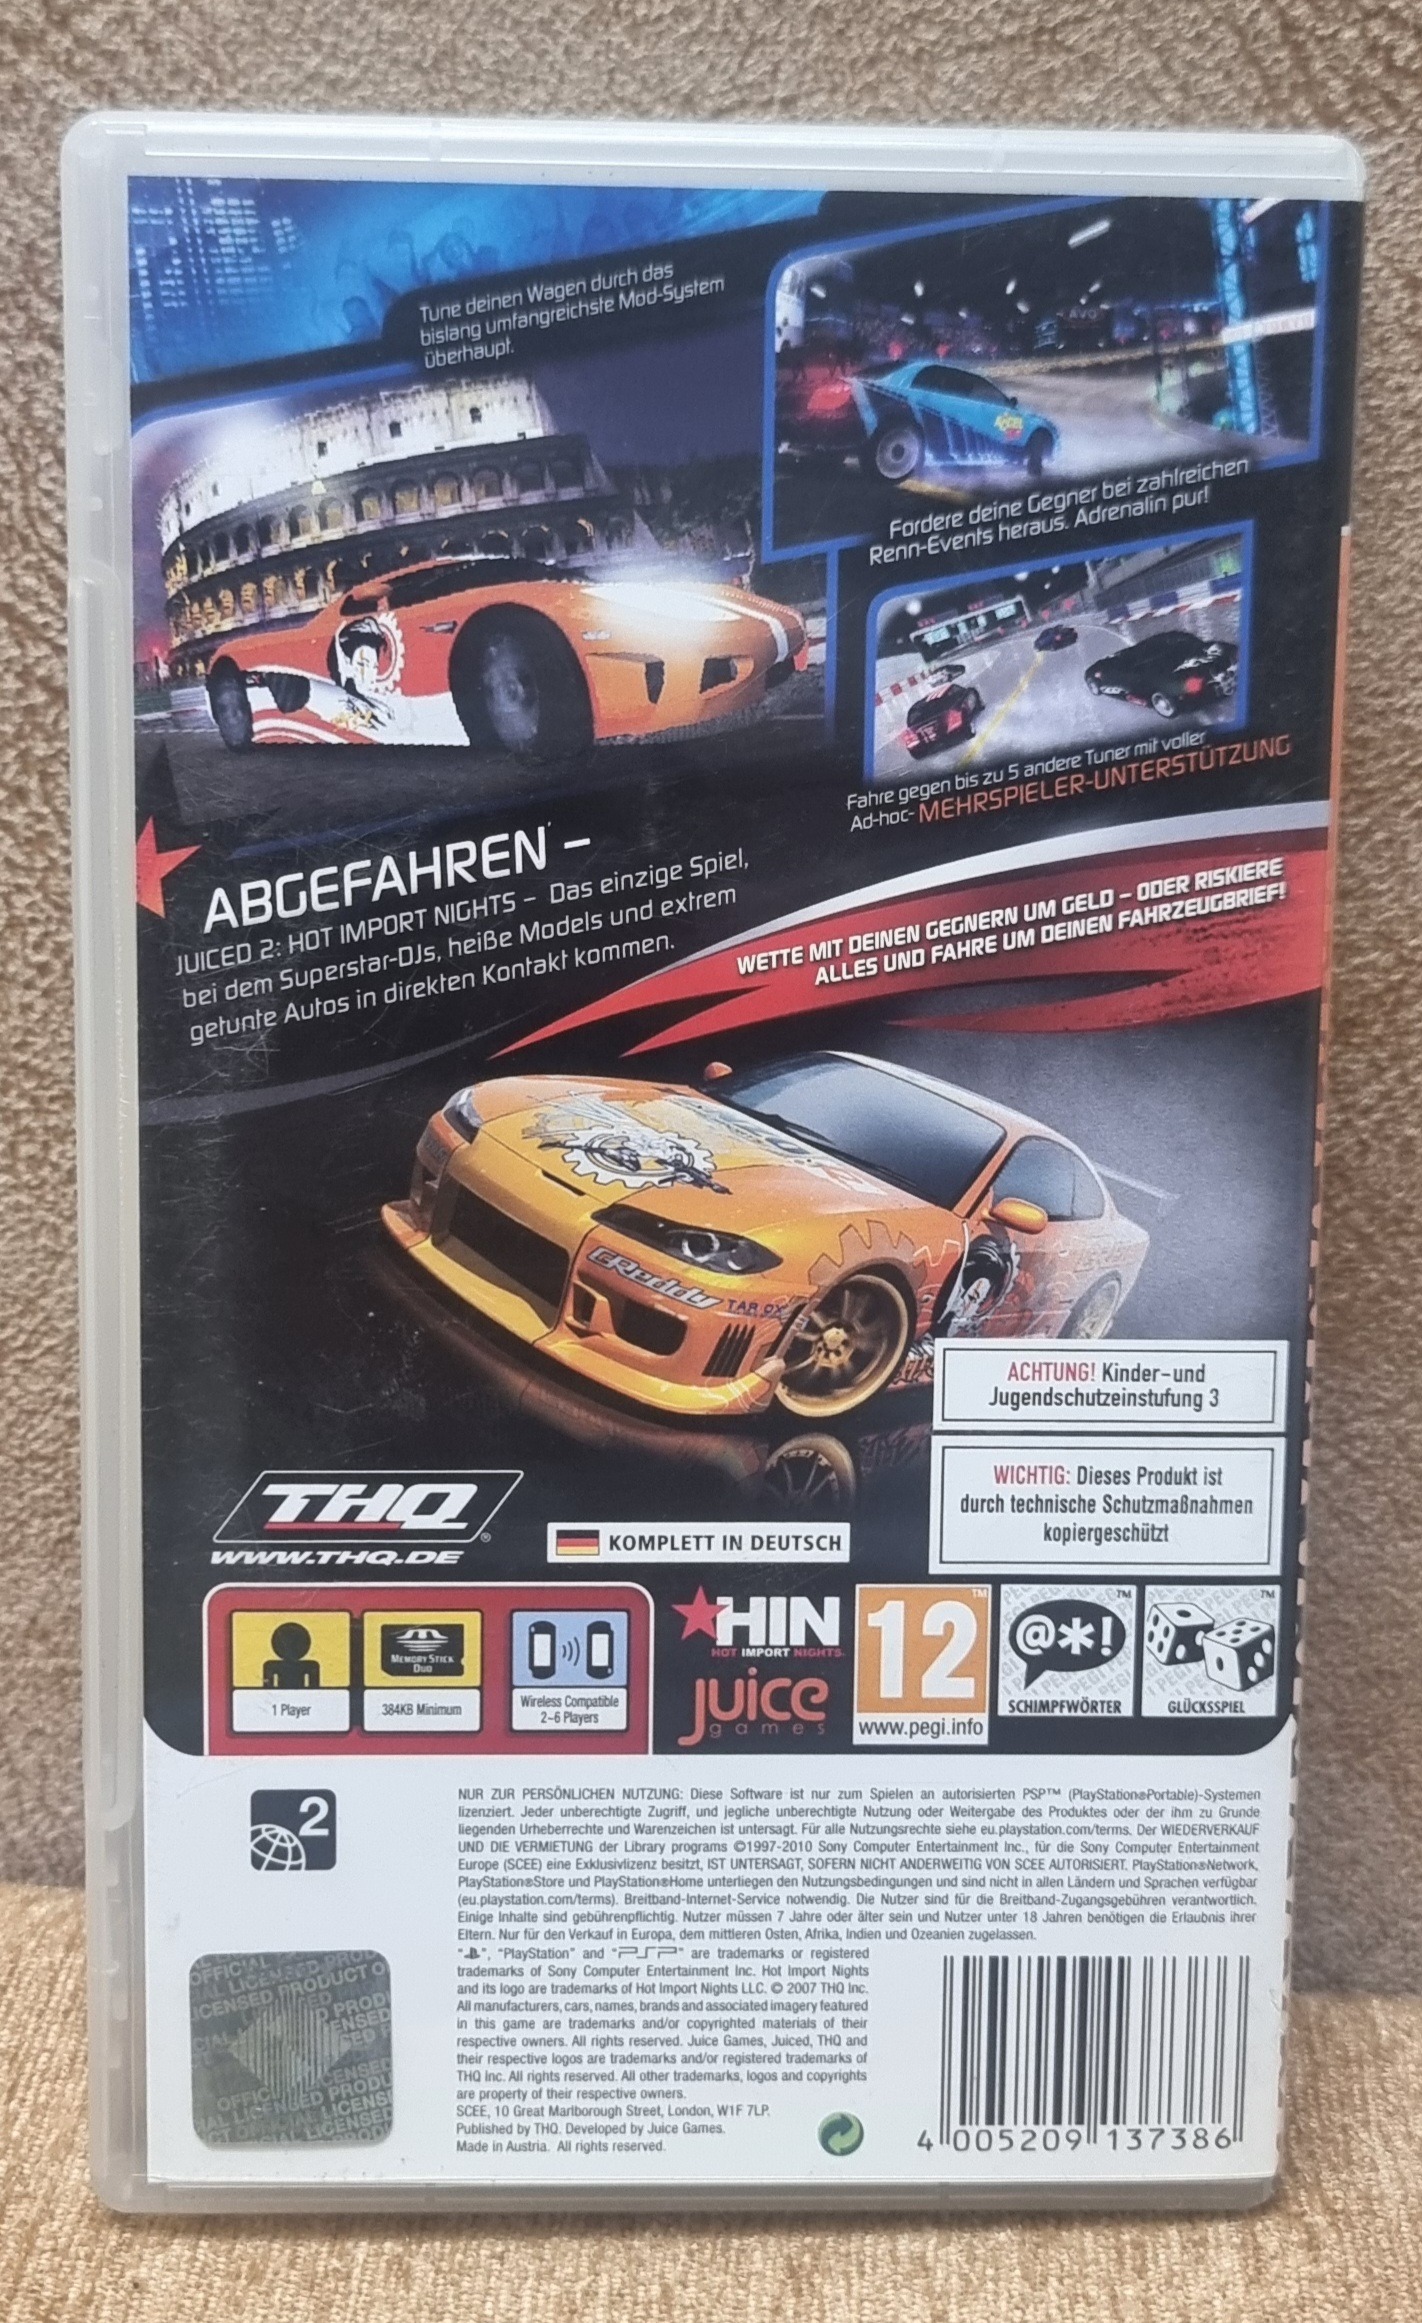 Tune deinen Wagen durch das
bislang umfangreichste Mod-System
überhaupt.
Fordere deine Gegner bei zahlreichen
Renn-Events heraus. Adrenalin pur!
Fahre gegen bis zu 5 andere Tuner mit voller
Ad-hoc- MEHRSPIELER-UNTERSTÜTZUNG
ABGEFAHREN –
JUICED 2: HOT IMPORT NIGHTS – Das einzige Spiel,
bei dem Superstar-DJs, heiße Models und extrem
getunte Autos in direkten Kontakt kommen.
WETTE MIT DEINEN GEGNERN UM GELD – ODER RISKIERE
ALLES UND FAHRE UM DEINEN FAHRZEUGBRIEF!
GReddy
TAROX
ACHTUNG! Kinder-und
Jugendschutzeinstufung 3
WICHTIG: Dieses Produkt ist
durch technische Schutzmaßnahmen
kopiergeschützt
THQ®
WWW.THQ.DE
KOMPLETT IN DEUTSCH
1 Player
MEMORY STICK
DUO
384KB Minimum
Wireless Compatible
2–6 Players
HIN
HOT IMPORT NIGHTS
juice
games
12™
www.pegi.info
@*!™
SCHIMPFWÖRTER
™
GLÜCKSSPIEL
2
NUR ZUR PERSÖNLICHEN NUTZUNG: Diese Software ist nur zum Spielen an autorisierten PSP™ (PlayStation®Portable)-Systemen
lizenziert. Jeder unberechtigte Zugriff, und jegliche unberechtigte Nutzung oder Weitergabe des Produktes oder der ihm zu Grunde
liegenden Urheberrechte und Warenzeichen ist untersagt. Für alle Nutzungsrechte siehe eu.playstation.com/terms. Der WIEDERVERKAUF
UND DIE VERMIETUNG der Library programs ©1997-2010 Sony Computer Entertainment Inc., für die Sony Computer Entertainment
Europe (SCEE) eine Exklusivlizenz besitzt, IST UNTERSAGT, SOFERN NICHT ANDERWEITIG VON SCEE AUTORISIERT. PlayStation®Network,
PlayStation®Store und PlayStation®Home unterliegen den Nutzungsbedingungen und sind nicht in allen Ländern und Sprachen verfügbar
(eu.playstation.com/terms). Breitband-Internet-Service notwendig. Die Nutzer sind für die Breitband-Zugangsgebühren verantwortlich.
Einige Inhalte sind gebührenpflichtig. Nutzer müssen 7 Jahre oder älter sein und Nutzer unter 18 Jahren benötigen die Erlaubnis ihrer
Eltern. Nur für den Verkauf in Europa, dem mittleren Osten, Afrika, Indien und Ozeanien zugelassen.
"PS", "PlayStation" and "PSP" are trademarks or registered
trademarks of Sony Computer Entertainment Inc. Hot Import Nights
and its logo are trademarks of Hot Import Nights LLC. © 2007 THQ Inc.
All manufacturers, cars, names, brands and associated imagery featured
in this game are trademarks and/or copyrighted materials of their
respective owners. All rights reserved. Juice Games, Juiced, THQ and
their respective logos are trademarks and/or registered trademarks of
THQ Inc. All rights reserved. All other trademarks, logos and copyrights
are property of their respective owners.
SCEE, 10 Great Marlborough Street, London, W1F 7LP.
Published by THQ. Developed by Juice Games.
Made in Austria. All rights reserved.
OFFICIAL LICENSED PRODUCT
4 005209 137386